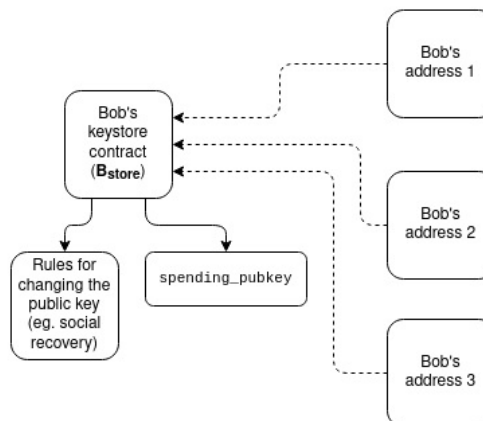 Bob's
address 1
Bob's
keystore
contract
(Bstore)
Bob's
address 2
Rules for
changing the
public key
(eg. social
recovery)
spending_pubkey
Bob's
address 3